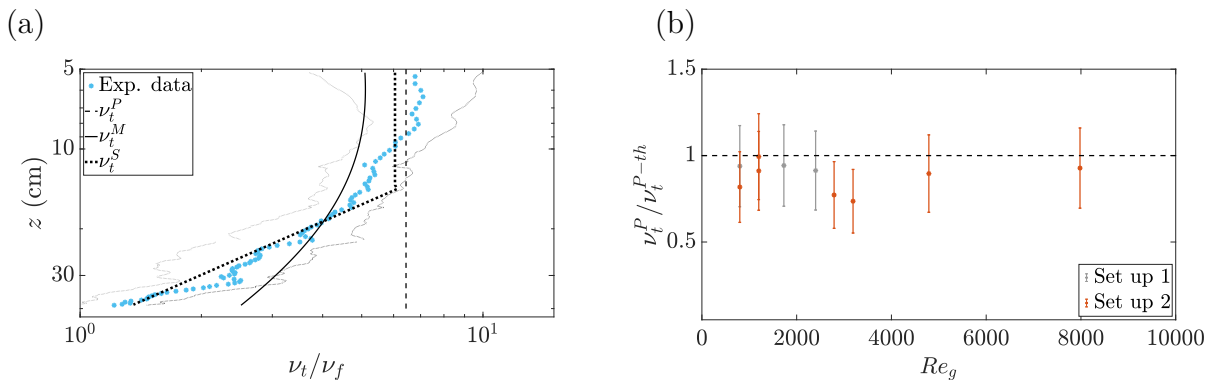 (a)
5
10
30
z (cm)
Exp. data
ν_t^P
ν_t^M
ν_t^S
10^0
10^1
ν_t/ν_f
(b)
1.5
1
0.5
ν_t^P/ν_t^{P-th}
Set up 1
Set up 2
0 2000 4000 6000 8000 10000
Re_g